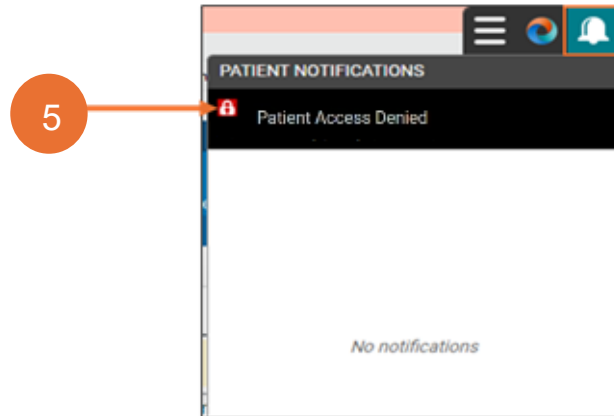 PATIENT NOTIFICATIONS
5
Patient Access Denied
No notifications